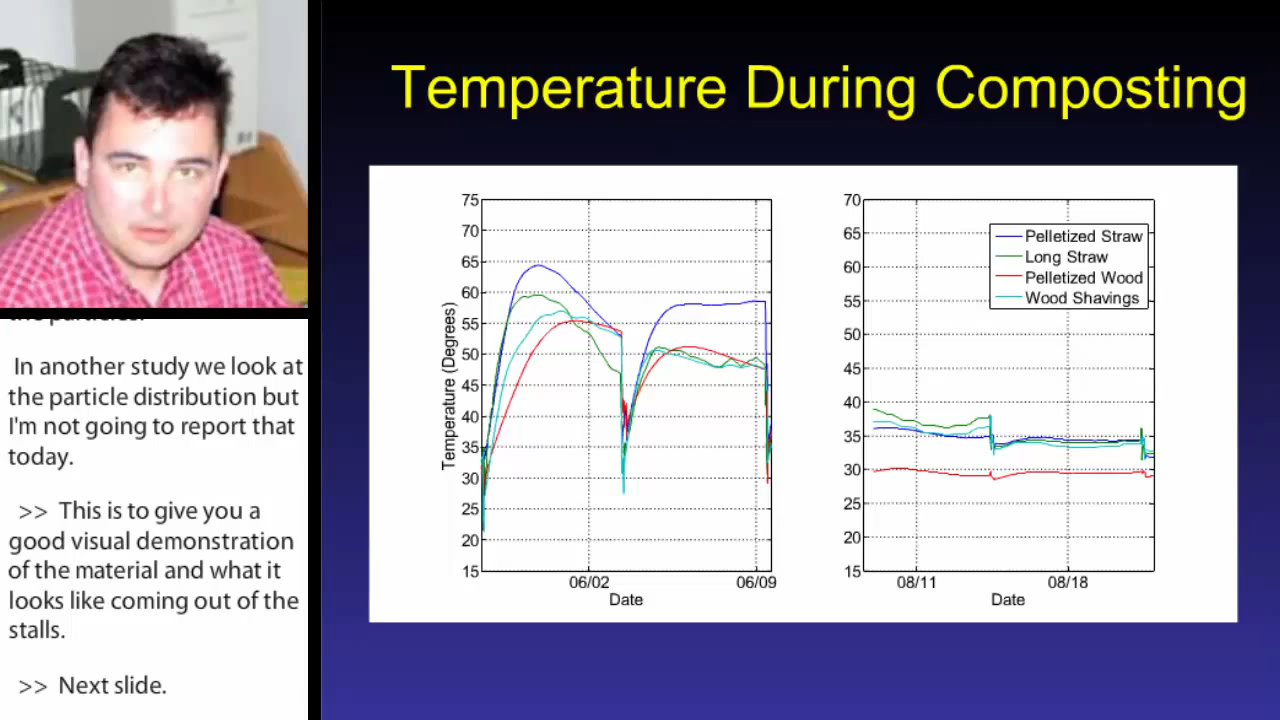 Temperature During Composting
the particles.
In another study we look at
the particle distribution but
I'm not going to report that
today.
>> This is to give you a
good visual demonstration
of the material and what it
looks like coming out of the
stalls.
>> Next slide.
75
70
65
60
55
50
45
40
35
30
25
20
15
Temperature (Degrees)
06/02
06/09
Date
70
65
60
55
50
45
40
35
30
25
20
15
Pelletized Straw
Long Straw
Pelletized Wood
Wood Shavings
08/11
08/18
Date